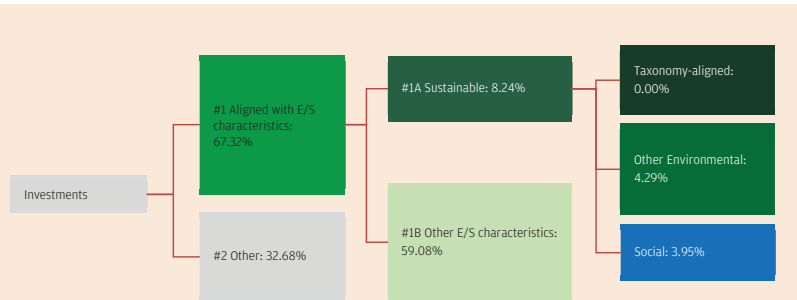 Investments
#1 Aligned with E/S
characteristics:
67.32%
#2 Other: 32.68%
#1A Sustainable: 8.24%
#1B Other E/S characteristics:
59.08%
Taxonomy-aligned:
0.00%
Other Environmental:
4.29%
Social: 3.95%